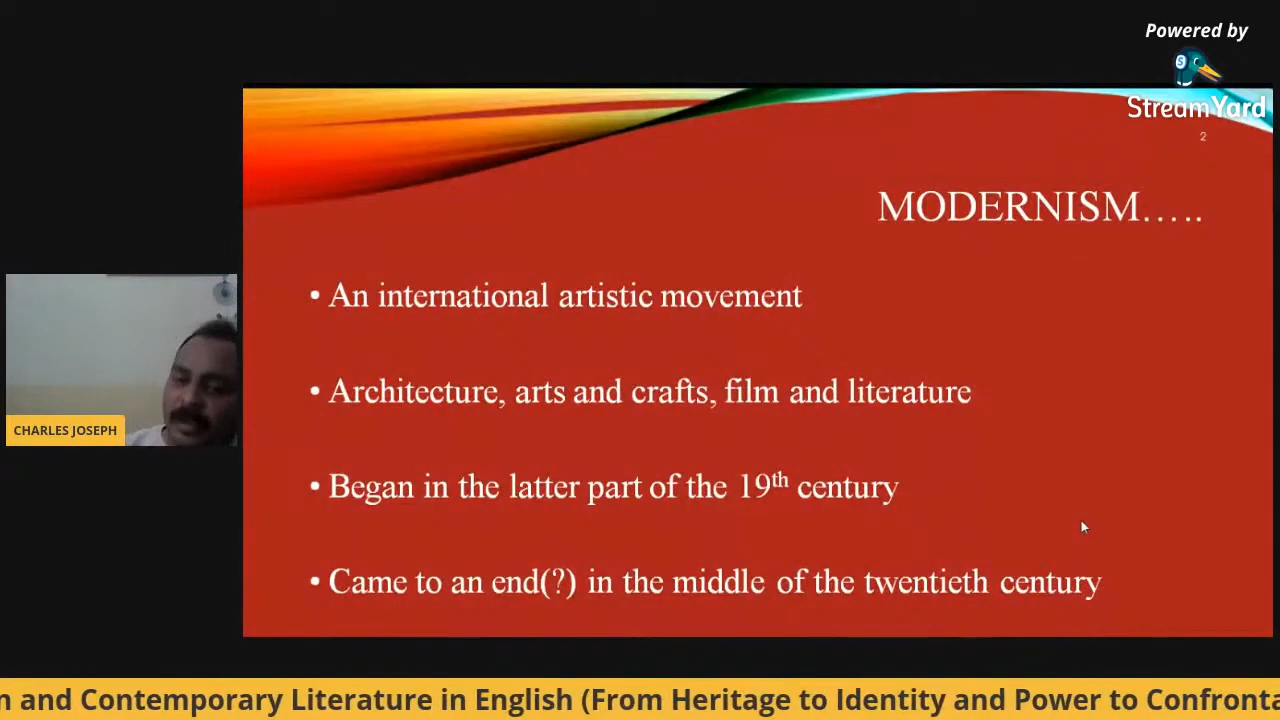 Powered by
StreamYard
2
MODERNISM.....
• An international artistic movement
• Architecture, arts and crafts, film and literature
• Began in the latter part of the 19th century
• Came to an end(?) in the middle of the twentieth century
CHARLES JOSEPH
and Contemporary Literature in English (From Heritage to Identity and Power to